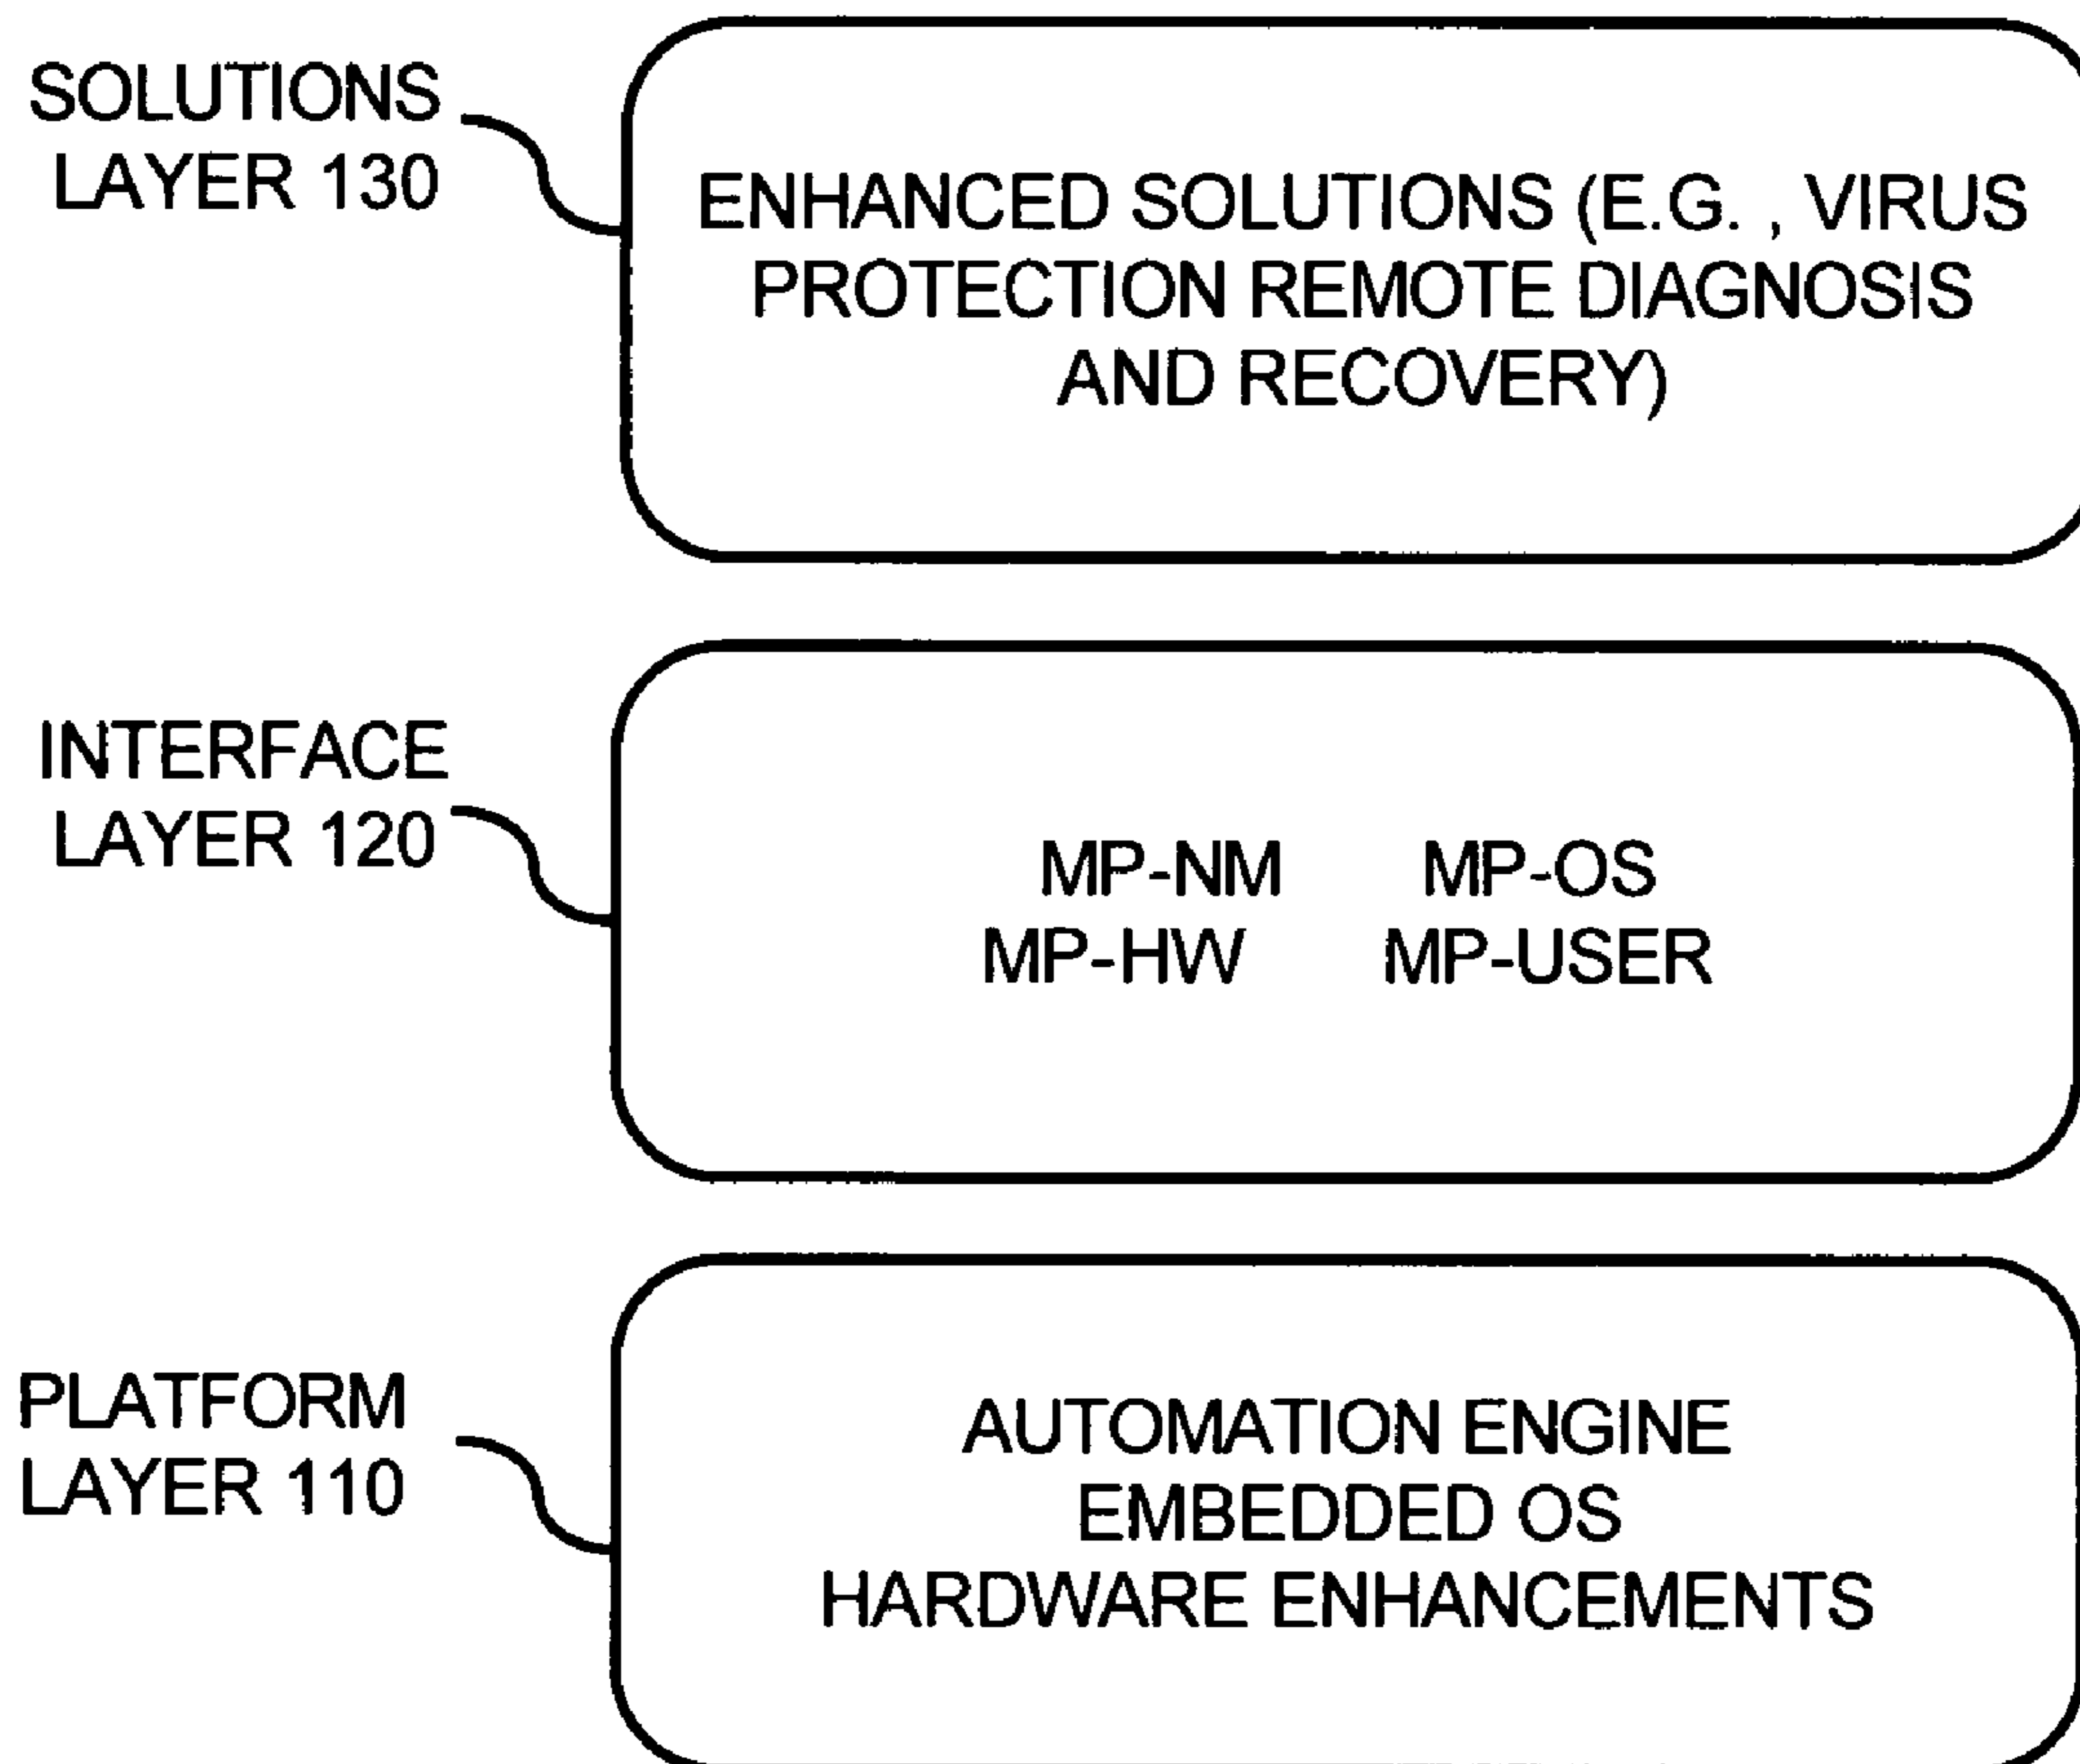 SOLUTIONS
LAYER 130
ENHANCED SOLUTIONS (E.G. , VIRUS
PROTECTION REMOTE DIAGNOSIS
AND RECOVERY)
INTERFACE
LAYER 120
MP-NM MP-OS
MP-HW MP-USER
PLATFORM
LAYER 110
AUTOMATION ENGINE
EMBEDDED OS
HARDWARE ENHANCEMENTS